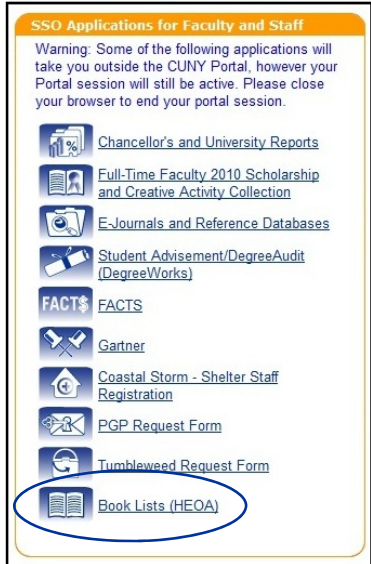 SSO Applications for Faculty and Staff
Warning: Some of the following applications will
take you outside the CUNY Portal, however your
Portal session will still be active. Please close
your browser to end your portal session.
%
Chancellor's and University Reports
Full-Time Faculty 2010 Scholarship
and Creative Activity Collection
E-Journals and Reference Databases
Student Advisement/DegreeAudit
(DegreeWorks)
FACT$ FACTS
Gartner
Coastal Storm - Shelter Staff
Registration
PGP Request Form
Tumbleweed Request Form
Book Lists (HEOA)